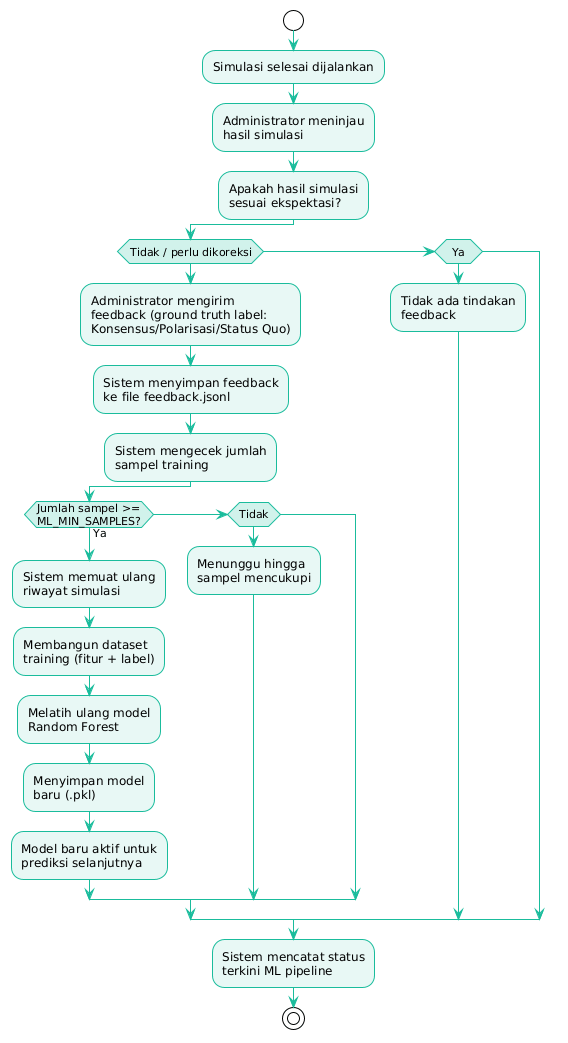 Simulasi selesai dijalankan
Administrator meninjau
hasil simulasi
Apakah hasil simulasi
sesuai ekspektasi?
Tidak / perlu dikoreksi
Ya
Administrator mengirim
feedback (ground truth label:
Konsensus/Polarisasi/Status Quo)
Tidak ada tindakan
feedback
Sistem menyimpan feedback
ke file feedback.jsonl
Sistem mengecek jumlah
sampel training
Jumlah sampel >=
ML_MIN_SAMPLES?
Ya
Tidak
Sistem memuat ulang
riwayat simulasi
Menunggu hingga
sampel mencukupi
Membangun dataset
training (fitur + label)
Melatih ulang model
Random Forest
Menyimpan model
baru (.pkl)
Model baru aktif untuk
prediksi selanjutnya
Sistem mencatat status
terkini ML pipeline